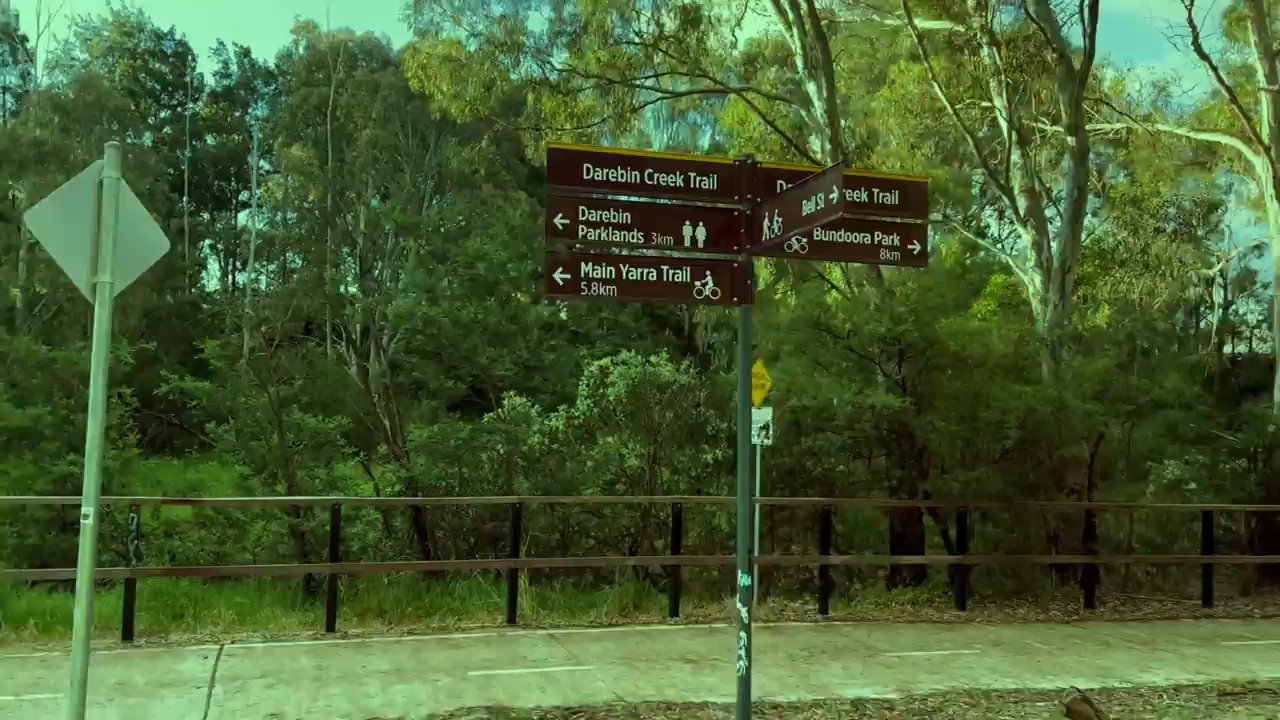 Darebin Creek Trail
Darebin
Parklands 3km
Main Yarra Trail
5.8km
Bell St
reek Trail
Bundoora Park
8km